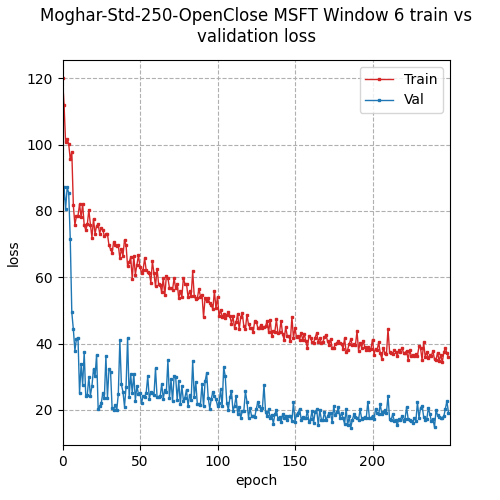 Moghar-Std-250-OpenClose MSFT Window 6 train vs
validation loss
Train
Val
120
100
80
60
40
20
loss
0
50
100
150
200
epoch